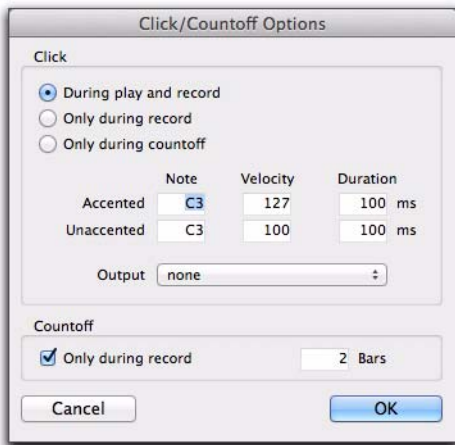 Click/Countoff Options
Click
During play and record
Only during record
Only during countoff
Note Velocity Duration
Accented C3 127 100 ms
Unaccented C3 100 100 ms
Output none
Countoff
Only during record 2 Bars
Cancel OK